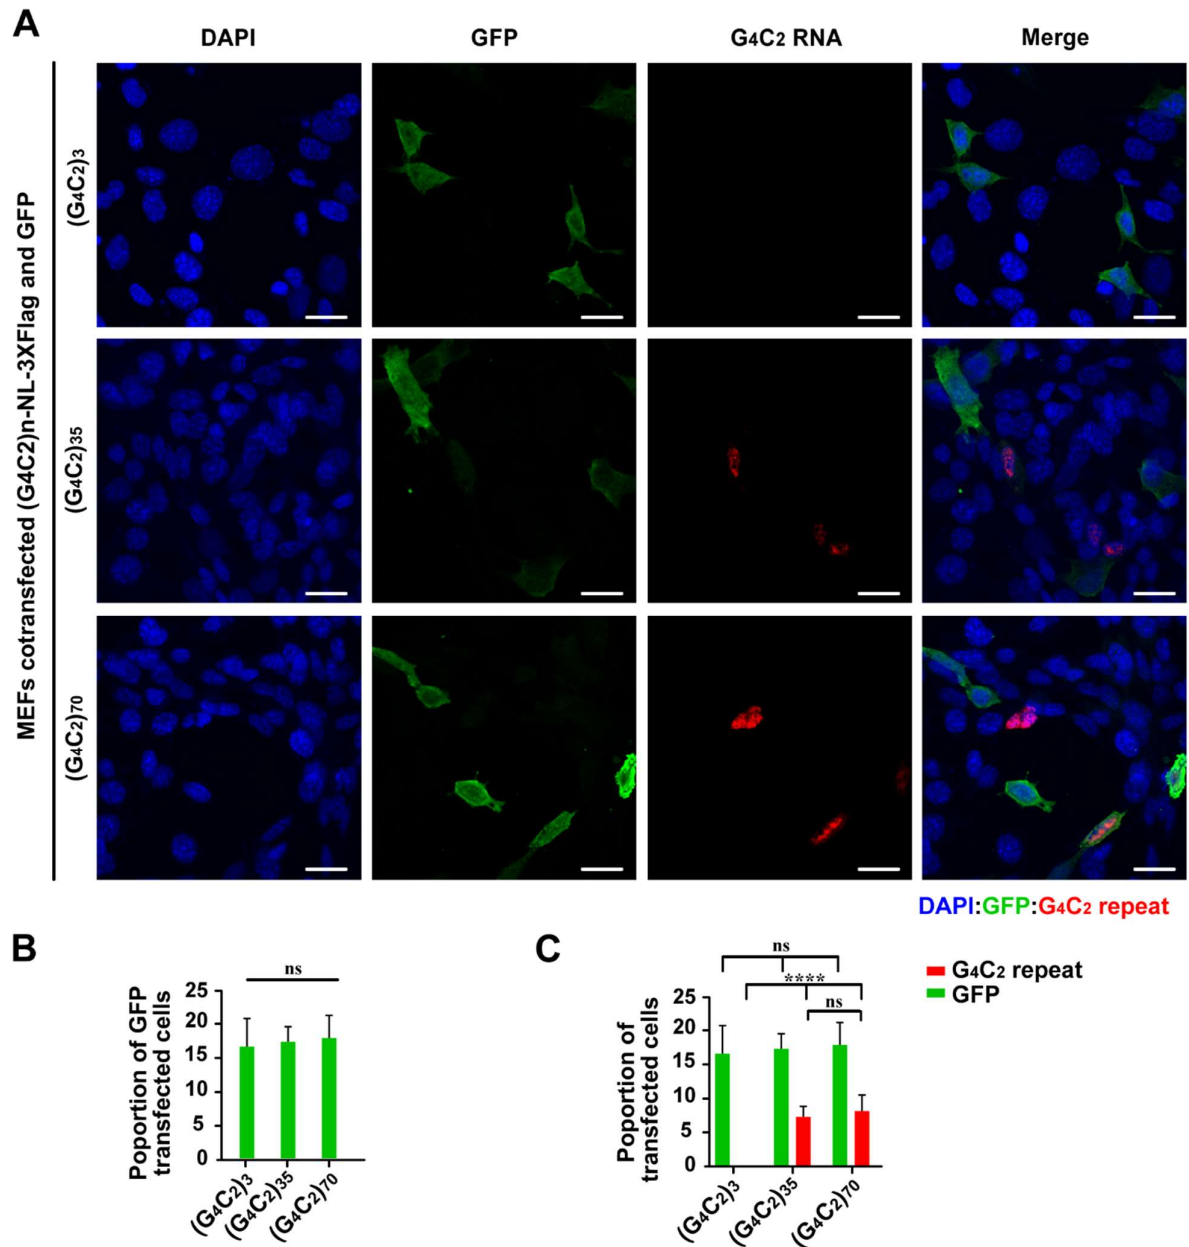 A
DAPI
GFP
G4C2 RNA
Merge
MEFs cotransfected (G4C2)n-NL-3XFlag and GFP
(G4C2)3
(G4C2)35
(G4C2)70
DAPI:GFP:G4C2 repeat
B
ns
Poportion of GFP
transfected cells
25
20
15
10
5
0
(G4C2)3
(G4C2)35
(G4C2)70
C
ns
****
ns
G4C2 repeat
GFP
Poportion of
transfected cells
25
20
15
10
5
0
(G4C2)3
(G4C2)35
(G4C2)70